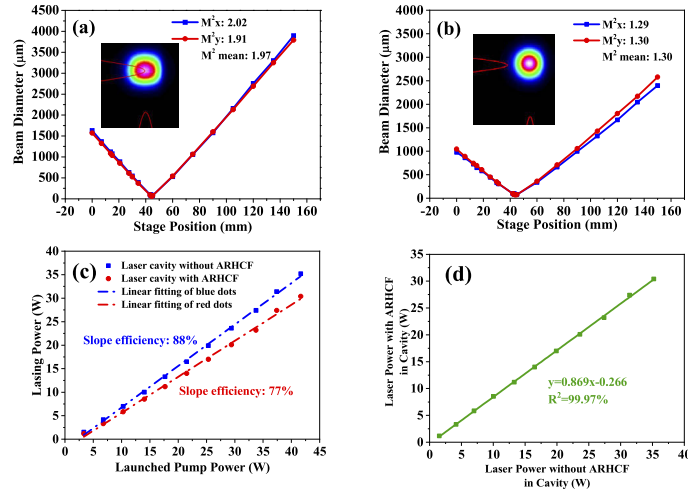 (a)
M²x: 2.02
M²y: 1.91
M² mean: 1.97
Beam Diameter (μm)
4500
4000
3500
3000
2500
2000
1500
1000
500
0
-20 0 20 40 60 80 100 120 140 160
Stage Position (mm)
(b)
M²x: 1.29
M²y: 1.30
M² mean: 1.30
Beam Diameter (μm)
4000
3500
3000
2500
2000
1500
1000
500
0
-20 0 20 40 60 80 100 120 140 160
Stage Position (mm)
(c)
Laser cavity without ARHCF
Laser cavity with ARHCF
Linear fitting of blue dots
Linear fitting of red dots
Slope efficiency: 88%
Slope efficiency: 77%
Lasing Power (W)
40
35
30
25
20
15
10
5
0
0 5 10 15 20 25 30 35 40 45
Launched Pump Power (W)
(d)
y=0.869x-0.266
R²=99.97%
Laser Power with ARHCF
in Cavity (W)
35
30
25
20
15
10
5
0
0 5 10 15 20 25 30 35 40
Laser Power without ARHCF
in Cavity (W)